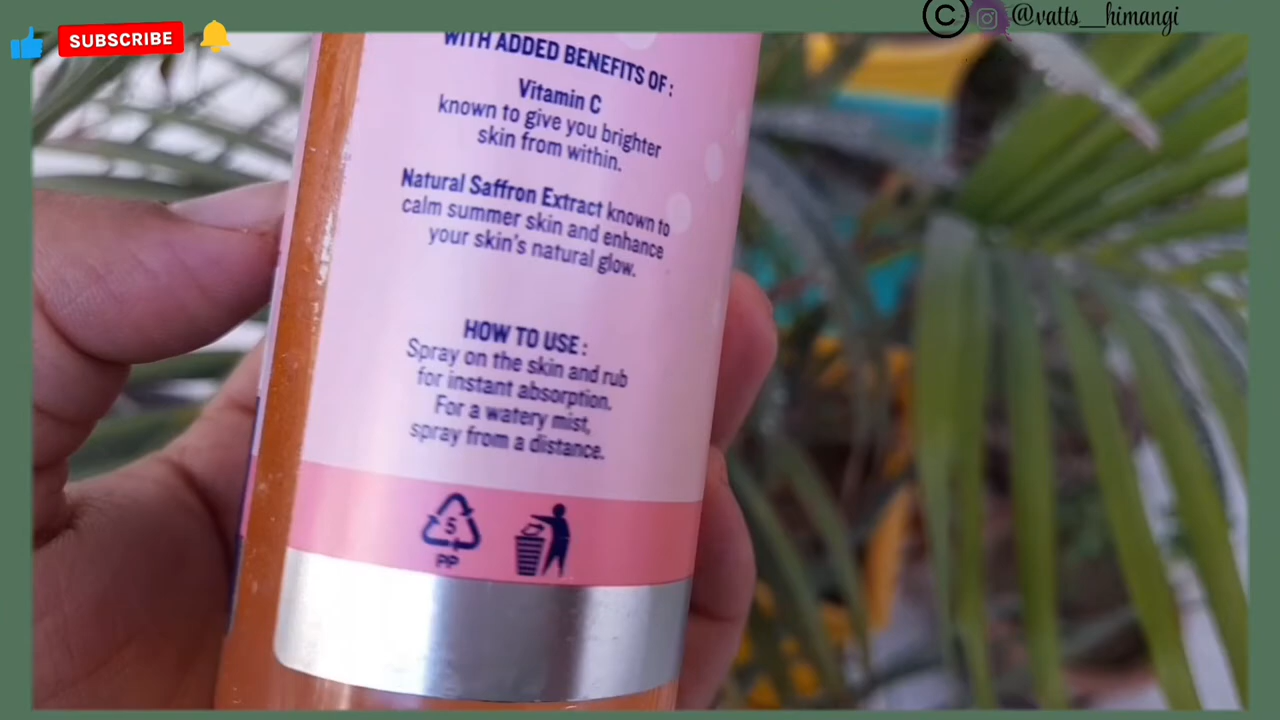 SUBSCRIBE
@vatts__himangi
WITH ADDED BENEFITS OF :
Vitamin C
known to give you brighter
skin from within.
Natural Saffron Extract known to
calm summer skin and enhance
your skin's natural glow.
HOW TO USE :
Spray on the skin and rub
for instant absorption.
For a watery mist,
spray from a distance.
5
PP